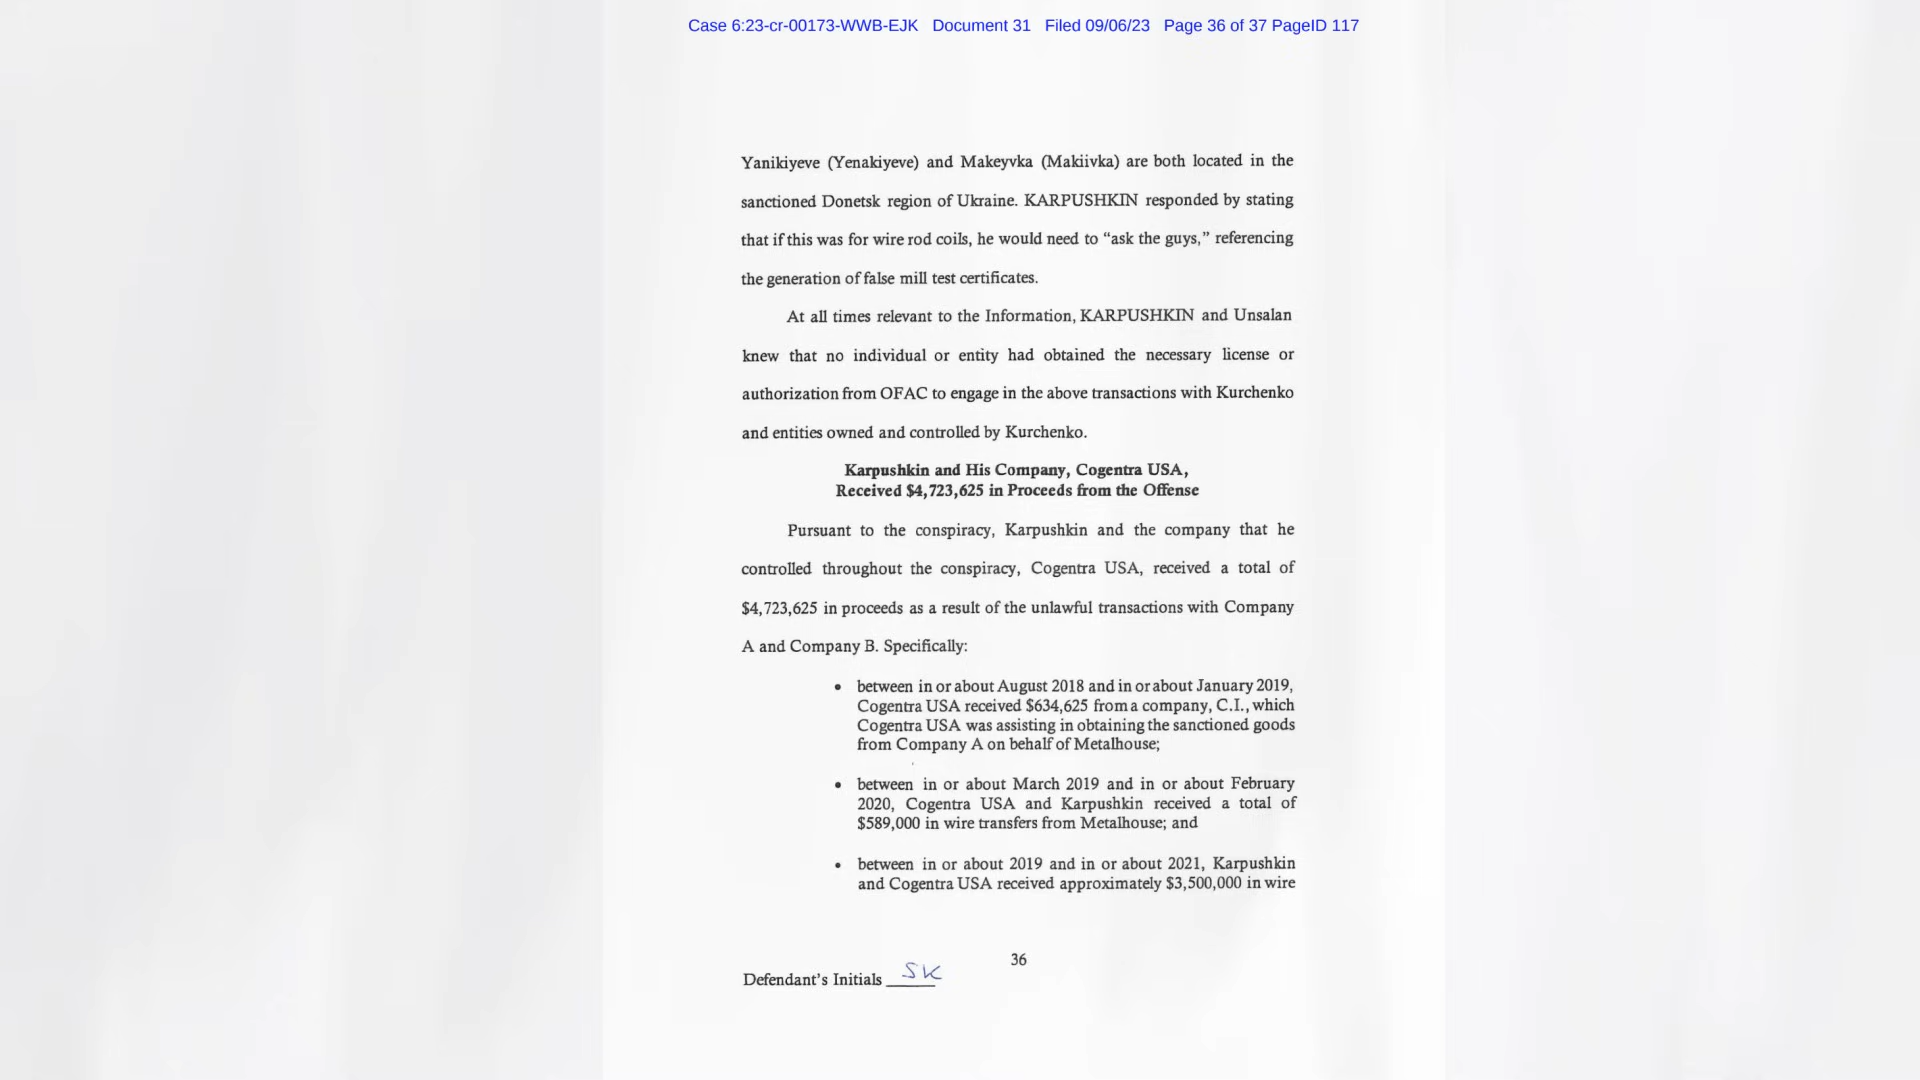 Case 6:23-cr-00173-WWB-EJK Document 31 Filed 09/06/23 Page 36 of 37 PageID 117
Yanikiyeve (Yenakiyeve) and Makeyvka (Makiivka) are both located in the
sanctioned Donetsk region of Ukraine. KARPUSHKIN responded by stating
that if this was for wire rod coils, he would need to “ask the guys,” referencing
the generation of false mill test certificates.
At all times relevant to the Information, KARPUSHKIN and Unsalan
knew that no individual or entity had obtained the necessary license or
authorization from OFAC to engage in the above transactions with Kurchenko
and entities owned and controlled by Kurchenko.
Karpushkin and His Company, Cogentra USA,
Received $4,723,625 in Proceeds from the Offense
Pursuant to the conspiracy, Karpushkin and the company that he
controlled throughout the conspiracy, Cogentra USA, received a total of
$4,723,625 in proceeds as a result of the unlawful transactions with Company
A and Company B. Specifically:
• between in or about August 2018 and in or about January 2019,
Cogentra USA received $634,625 from a company, C.I., which
Cogentra USA was assisting in obtaining the sanctioned goods
from Company A on behalf of Metalhouse;
• between in or about March 2019 and in or about February
2020, Cogentra USA and Karpushkin received a total of
$589,000 in wire transfers from Metalhouse; and
• between in or about 2019 and in or about 2021, Karpushkin
and Cogentra USA received approximately $3,500,000 in wire
36
Defendant’s Initials SK